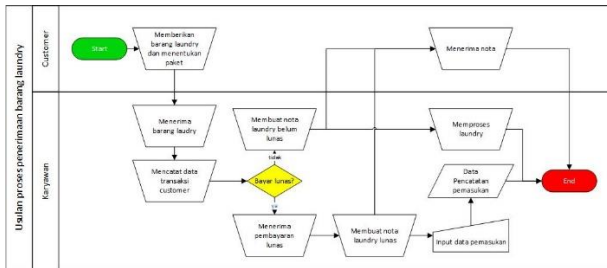 Usulan proses penerimaan barang laundry
Customer
Start
Memberikan
barang laundry
dan menentukan
paket
Menerima nota
Karyawan
Menerima
barang laudry
Membuat nota
laundry belum
lunas
Memproses
laundry
Mencatat data
transaksi
customer
tidak
Bayar lunas?
ya
Data
Pencatatan
pemasukan
End
Menerima
pembayaran
lunas
Membuat nota
laundry lunas
Input data pemasukan